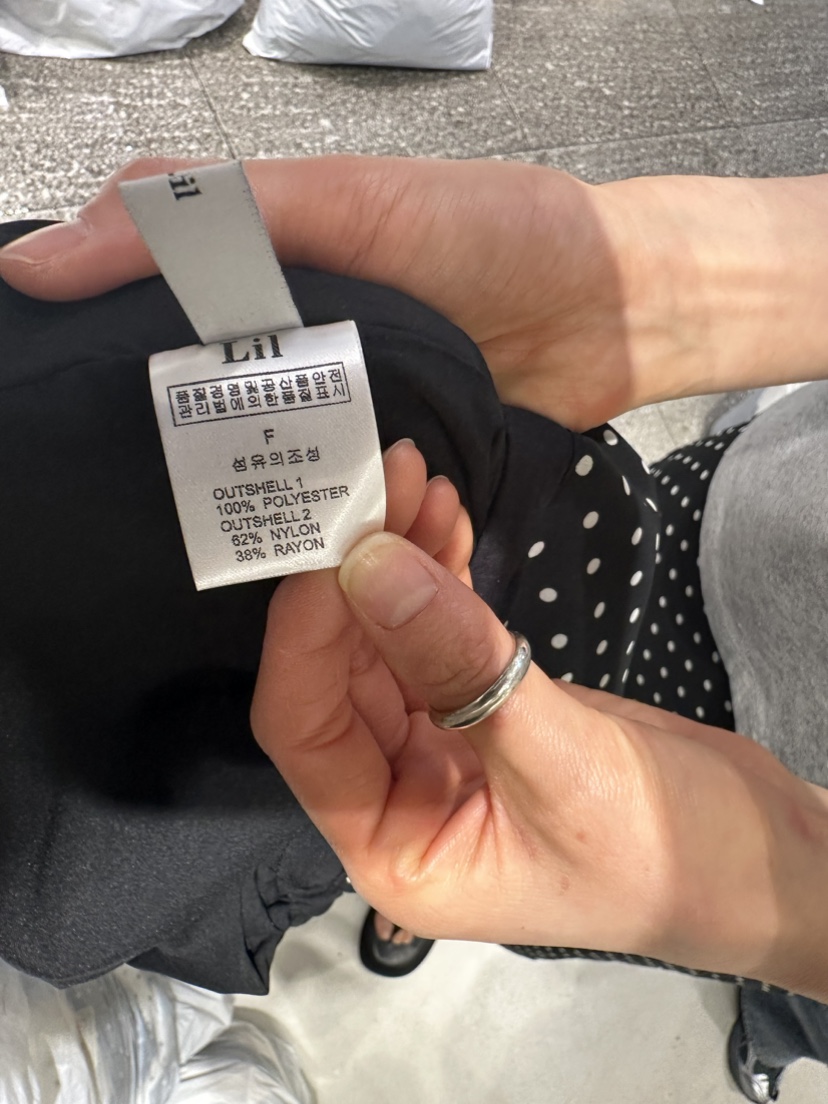 Lil
Lil
품질경영및공산품안전
관리법에의한품질표시
F
섬유의조성
OUTSHELL 1
100% POLYESTER
OUTSHELL 2
62% NYLON
38% RAYON